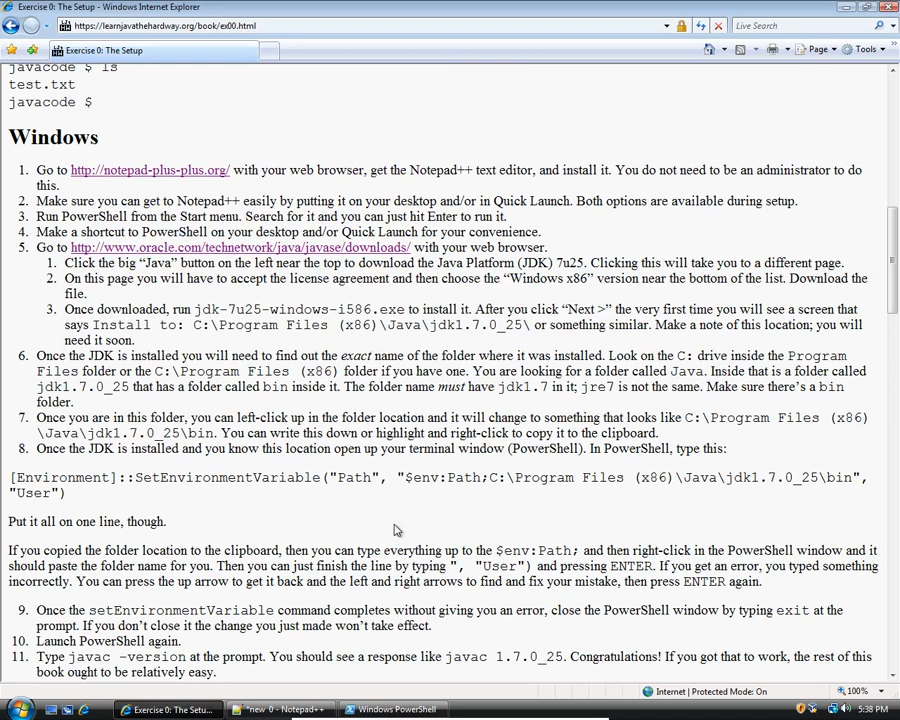 Exercise 0: The Setup - Windows Internet Explorer
https://learnjavathehardway.org/book/ex00.html
Live Search
Exercise 0: The Setup
Page
Tools
javacode $ ls
test.txt
javacode $
Windows
1. Go to http://notepad-plus-plus.org/ with your web browser, get the Notepad++ text editor, and install it. You do not need to be an administrator to do
this.
2. Make sure you can get to Notepad++ easily by putting it on your desktop and/or in Quick Launch. Both options are available during setup.
3. Run PowerShell from the Start menu. Search for it and you can just hit Enter to run it.
4. Make a shortcut to PowerShell on your desktop and/or Quick Launch for your convenience.
5. Go to http://www.oracle.com/technetwork/java/javase/downloads/ with your web browser.
1. Click the big “Java” button on the left near the top to download the Java Platform (JDK) 7u25. Clicking this will take you to a different page.
2. On this page you will have to accept the license agreement and then choose the “Windows x86” version near the bottom of the list. Download the
file.
3. Once downloaded, run jdk-7u25-windows-i586.exe to install it. After you click “Next >” the very first time you will see a screen that
says Install to: C:\Program Files (x86)\Java\jdk1.7.0_25\ or something similar. Make a note of this location; you will
need it soon.
6. Once the JDK is installed you will need to find out the exact name of the folder where it was installed. Look on the C: drive inside the Program
Files folder or the C:\Program Files (x86) folder if you have one. You are looking for a folder called Java. Inside that is a folder called
jdk1.7.0_25 that has a folder called bin inside it. The folder name must have jdk1.7 in it; jre7 is not the same. Make sure there’s a bin
folder.
7. Once you are in this folder, you can left-click up in the folder location and it will change to something that looks like C:\Program Files (x86)
\Java\jdk1.7.0_25\bin. You can write this down or highlight and right-click to copy it to the clipboard.
8. Once the JDK is installed and you know this location open up your terminal window (PowerShell). In PowerShell, type this:
[Environment]::SetEnvironmentVariable("Path", "$env:Path;C:\Program Files (x86)\Java\jdk1.7.0_25\bin",
"User")
Put it all on one line, though.
If you copied the folder location to the clipboard, then you can type everything up to the $env:Path; and then right-click in the PowerShell window and it
should paste the folder name for you. Then you can just finish the line by typing ", "User") and pressing ENTER. If you get an error, you typed something
incorrectly. You can press the up arrow to get it back and the left and right arrows to find and fix your mistake, then press ENTER again.
9. Once the setEnvironmentVariable command completes without giving you an error, close the PowerShell window by typing exit at the
prompt. If you don’t close it the change you just made won’t take effect.
10. Launch PowerShell again.
11. Type javac -version at the prompt. You should see a response like javac 1.7.0_25. Congratulations! If you got that to work, the rest of this
book ought to be relatively easy.
Internet | Protected Mode: On
100%
Exercise 0: The Setu...
*new 0 - Notepad++
Windows PowerShell
5:38 PM